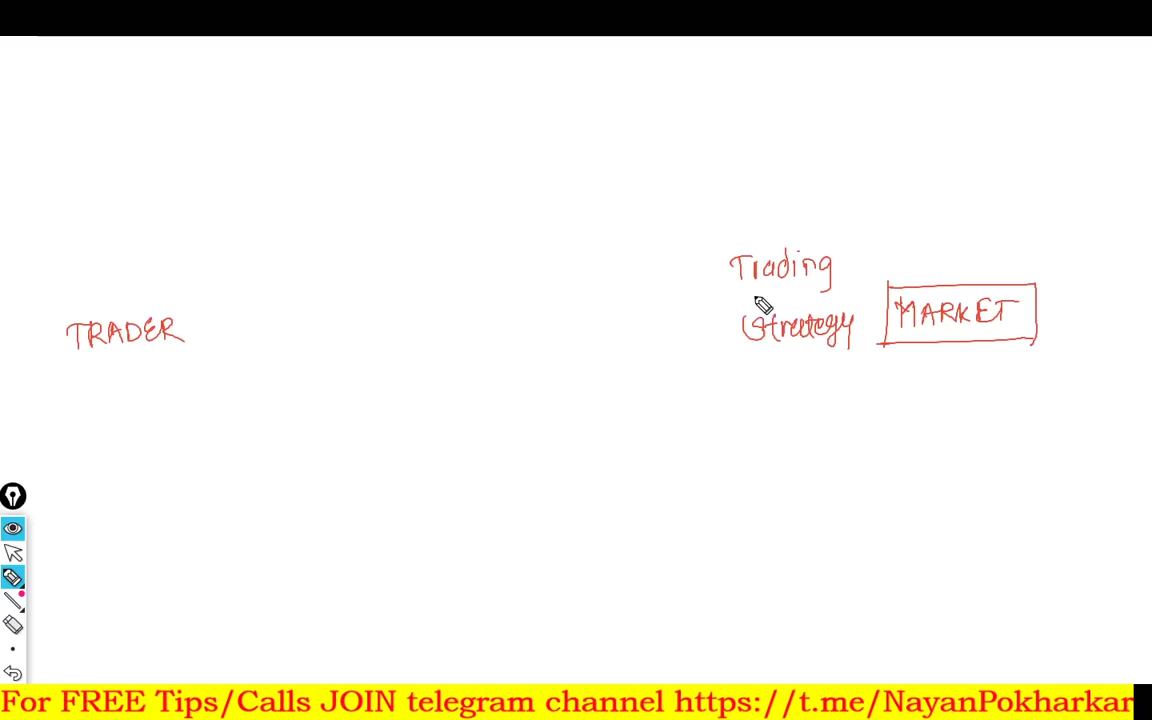 Trading
Strategy
MARKET
TRADER
For FREE Tips/Calls JOIN telegram channel https://t.me/NayanPokharkar